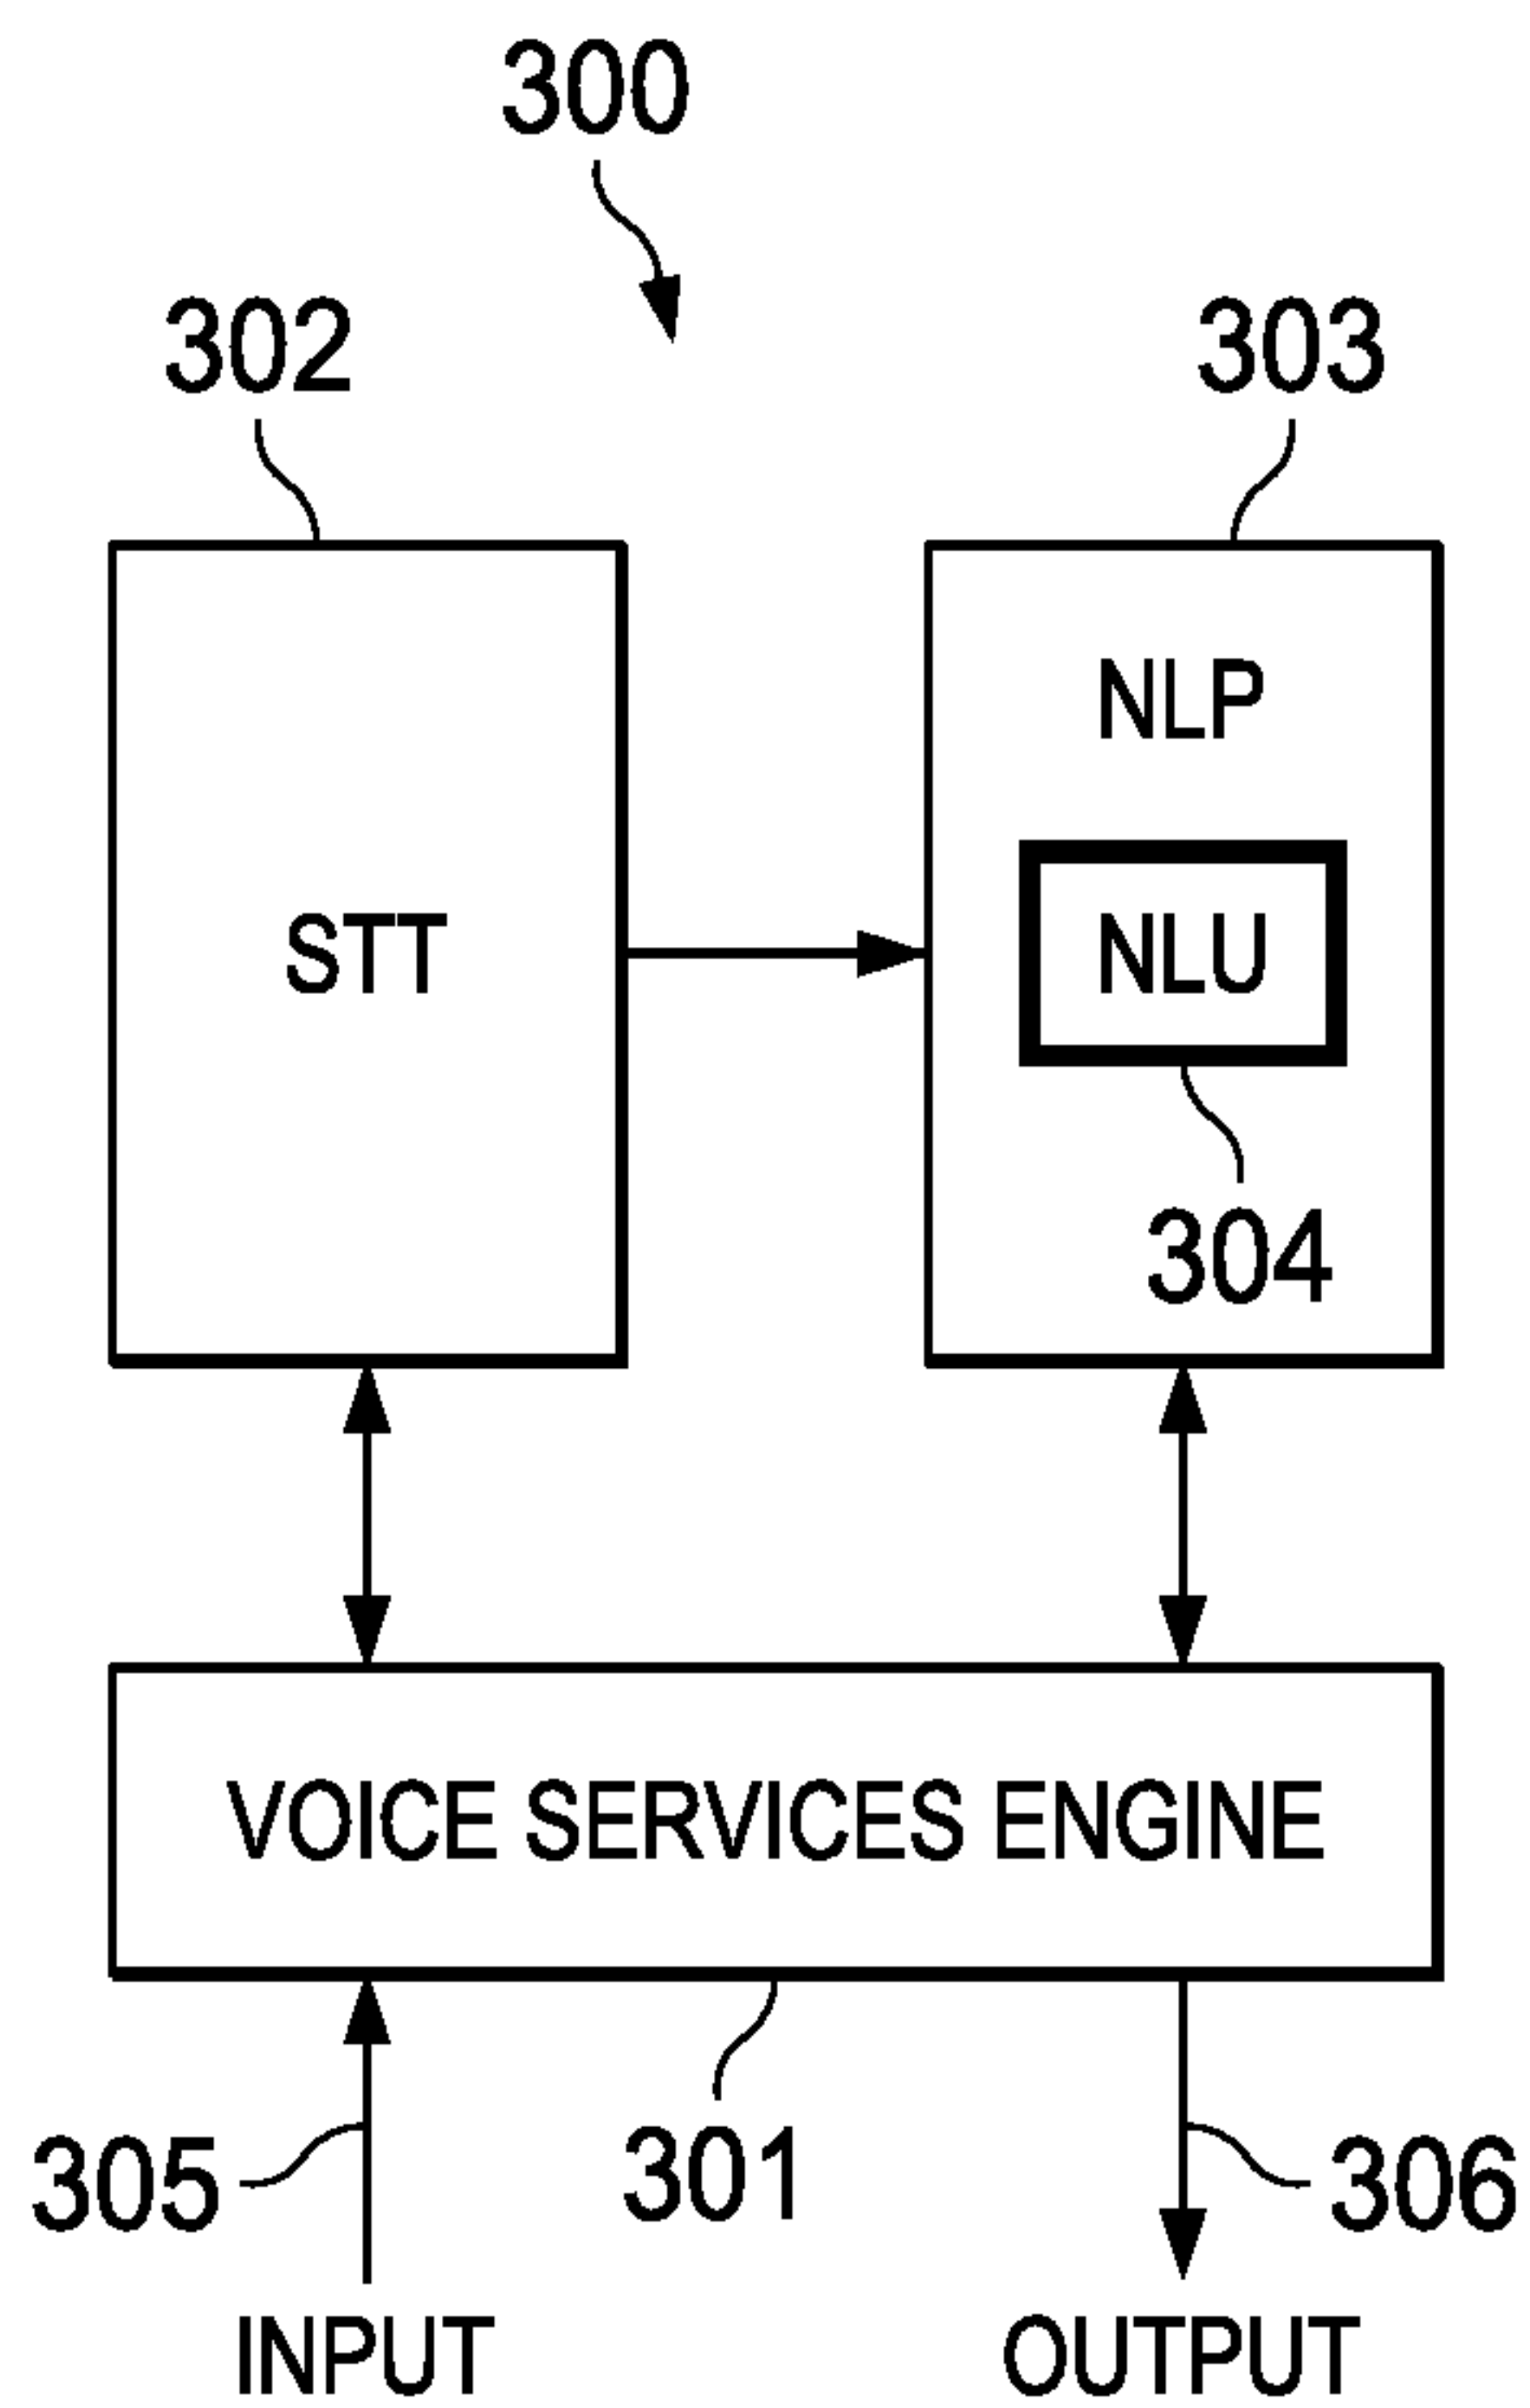 300
302
303
NLP
STT
NLU
304
VOICE SERVICES ENGINE
305
301
306
INPUT
OUTPUT